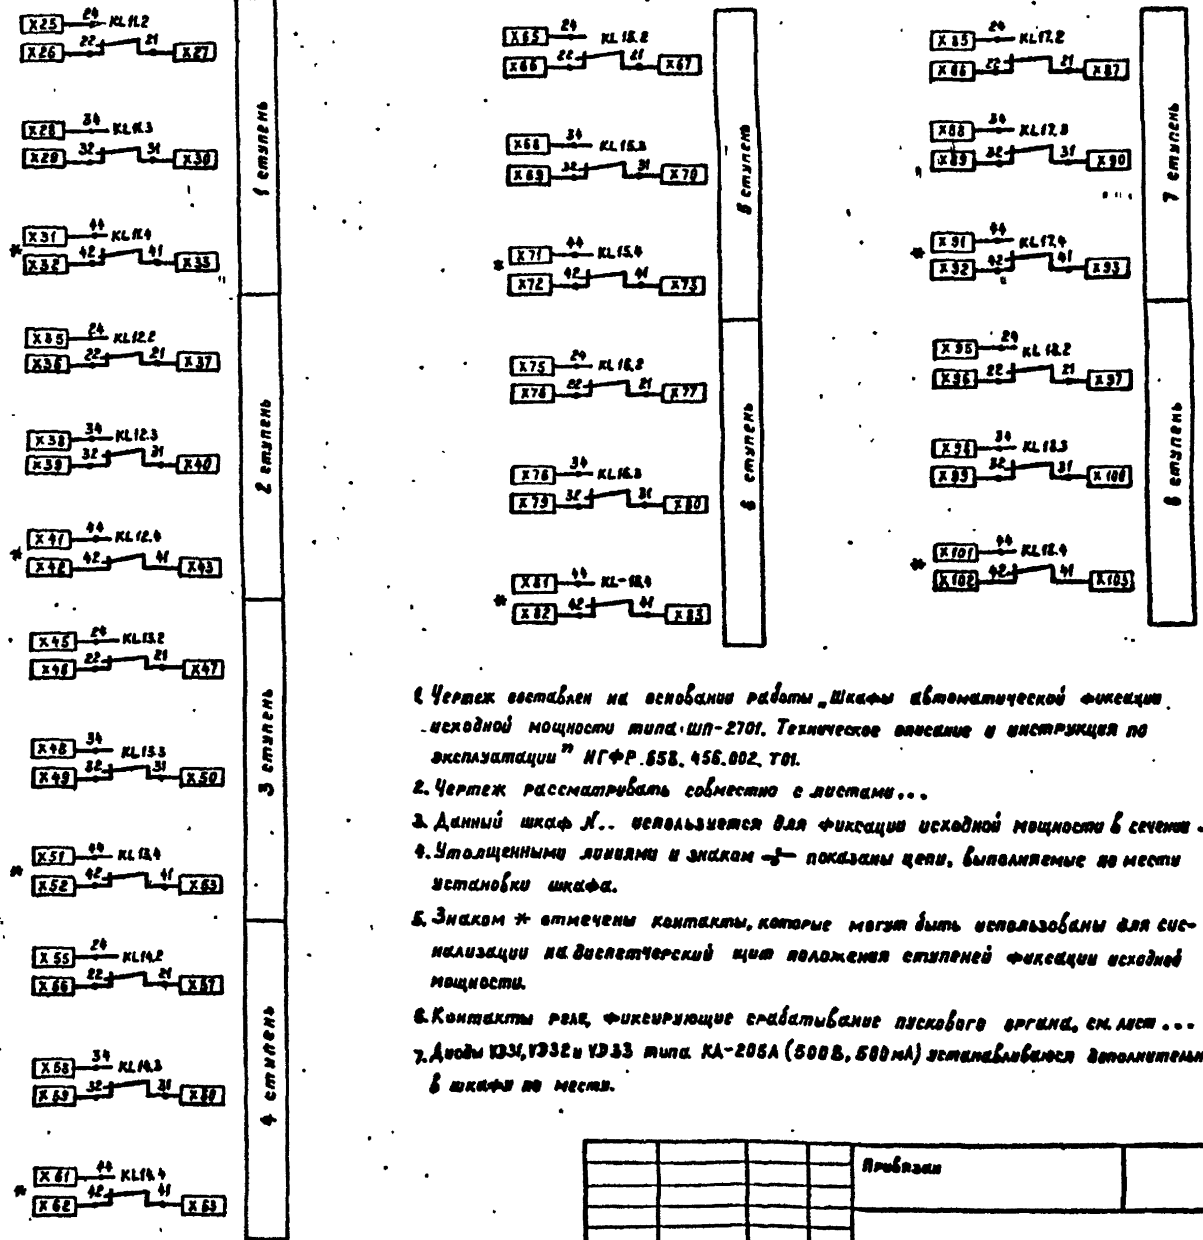 X25 24 KL11.2
X26 22 21 X27
X28 34 KL11.3
X29 32 31 X30
X31 44 KL11.4
* X32 42 41 X33
1 ступень
X35 24 KL12.2
X36 22 21 X37
X38 34 KL12.3
X39 32 31 X40
X41 44 KL12.4
* X42 42 41 X43
2 ступень
X45 24 KL13.2
X46 22 21 X47
X48 34 KL13.3
X49 32 31 X50
X51 44 KL13.4
* X52 42 41 X53
3 ступень
X55 24 KL14.2
X56 22 21 X57
X58 34 KL14.3
X59 32 31 X60
X61 44 KL14.4
* X62 42 41 X63
4 ступень
X65 24 KL15.2
X66 22 21 X67
X68 34 KL15.3
X69 32 31 X70
X71 44 KL15.4
* X72 42 41 X73
5 ступень
X75 24 KL16.2
X76 22 21 X77
X78 34 KL16.3
X79 32 31 X80
X81 44 KL-16.4
* X82 42 41 X83
6 ступень
X85 24 KL17.2
X86 22 21 X87
X88 34 KL17.3
X89 32 31 X90
X91 44 KL17.4
* X92 42 41 X93
7 ступень
X95 24 KL18.2
X96 22 21 X97
X98 34 KL18.3
X99 32 31 X100
X101 44 KL18.4
* X102 42 41 X103
8 ступень
1. Чертеж составлен на основании работы „Шкафы автоматической фиксации
исходной мощности типа ШП-2701. Техническое описание и инструкция по
эксплуатации” НГФР.658.456.002.ТО1.
2. Чертеж рассматривать совместно с листами...
3. Данный шкаф N.. используется для фиксации исходной мощности в сечении.
4. Утолщенными линиями и знаком показаны цепи, выполняемые по месту
установки шкафа.
5. Знаком * отмечены контакты, которые могут быть использованы для сиг-
нализации на диспетчерский щит положения ступеней фиксации исходной
мощности.
6. Контакты реле, фиксирующие срабатывание пускового органа, см. лист ...
7. Диоды VD31, VD32 и VD33 типа КД-205А (500В, 500мА) устанавливаются дополнительн
в шкафу по месту.
Привязан